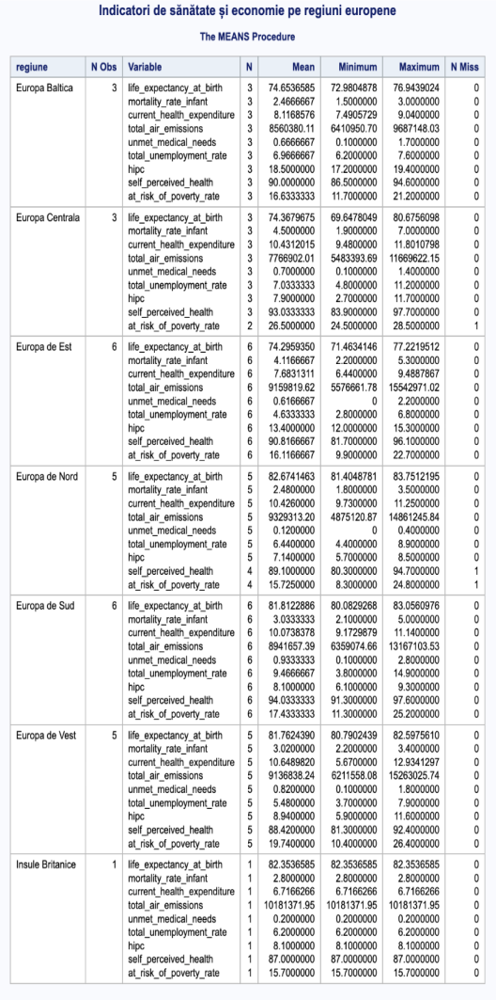 Indicatori de sănătate și economie pe regiuni europene
The MEANS Procedure
regiune N Obs Variable N Mean Minimum Maximum N Miss
Europa Baltica 3 life_expectancy_at_birth 3 74.6536585 72.9804878 76.9439024 0
mortality_rate_infant 3 2.4666667 1.5000000 3.0000000 0
current_health_expenditure 3 8.1168576 7.4905729 9.0400000 0
total_air_emissions 3 8560380.11 6410950.70 9687148.03 0
unmet_medical_needs 3 0.6666667 0.1000000 1.7000000 0
total_unemployment_rate 3 6.9666667 6.2000000 7.6000000 0
hipc 3 18.5000000 17.2000000 19.4000000 0
self_perceived_health 3 90.0000000 86.5000000 94.6000000 0
at_risk_of_poverty_rate 3 16.6333333 11.7000000 21.2000000 0
Europa Centrala 3 life_expectancy_at_birth 3 74.3679675 69.6478049 80.6756098 0
mortality_rate_infant 3 4.5000000 1.9000000 7.0000000 0
current_health_expenditure 3 10.4312015 9.4800000 11.8010798 0
total_air_emissions 3 7766902.01 5483393.69 11669622.15 0
unmet_medical_needs 3 0.7000000 0.1000000 1.4000000 0
total_unemployment_rate 3 7.0333333 4.8000000 11.2000000 0
hipc 3 7.9000000 2.7000000 11.7000000 0
self_perceived_health 3 93.0333333 83.9000000 97.7000000 0
at_risk_of_poverty_rate 2 26.5000000 24.5000000 28.5000000 1
Europa de Est 6 life_expectancy_at_birth 6 74.2959350 71.4634146 77.2219512 0
mortality_rate_infant 6 4.1166667 2.2000000 5.3000000 0
current_health_expenditure 6 7.6831311 6.4400000 9.4887867 0
total_air_emissions 6 9159819.62 5576661.78 15542971.02 0
unmet_medical_needs 6 0.6166667 0 2.2000000 0
total_unemployment_rate 6 4.6333333 2.8000000 6.8000000 0
hipc 6 13.4000000 12.0000000 15.3000000 0
self_perceived_health 6 90.8166667 81.7000000 96.1000000 0
at_risk_of_poverty_rate 6 16.1166667 9.9000000 22.7000000 0
Europa de Nord 5 life_expectancy_at_birth 5 82.6741463 81.4048781 83.7512195 0
mortality_rate_infant 5 2.4800000 1.8000000 3.5000000 0
current_health_expenditure 5 10.4260000 9.7300000 11.2500000 0
total_air_emissions 5 9329313.20 4875120.87 14861245.84 0
unmet_medical_needs 5 0.1200000 0 0.4000000 0
total_unemployment_rate 5 6.4400000 4.4000000 8.9000000 0
hipc 5 7.1400000 5.7000000 8.5000000 0
self_perceived_health 4 89.1000000 80.3000000 94.7000000 1
at_risk_of_poverty_rate 4 15.7250000 8.3000000 24.8000000 1
Europa de Sud 6 life_expectancy_at_birth 6 81.8122886 80.0829268 83.0560976 0
mortality_rate_infant 6 3.0333333 2.1000000 5.0000000 0
current_health_expenditure 6 10.0738378 9.1729879 11.1400000 0
total_air_emissions 6 8941657.39 6359074.66 13167103.53 0
unmet_medical_needs 6 0.9333333 0.1000000 2.8000000 0
total_unemployment_rate 6 9.4666667 3.8000000 14.9000000 0
hipc 6 8.1000000 6.1000000 9.3000000 0
self_perceived_health 6 94.0333333 91.3000000 97.6000000 0
at_risk_of_poverty_rate 6 17.4333333 11.3000000 25.2000000 0
Europa de Vest 5 life_expectancy_at_birth 5 81.7624390 80.7902439 82.5975610 0
mortality_rate_infant 5 3.0200000 2.2000000 3.4000000 0
current_health_expenditure 5 10.6489820 5.6700000 12.9341297 0
total_air_emissions 5 9136838.24 6211558.08 15263025.74 0
unmet_medical_needs 5 0.8200000 0.1000000 1.8000000 0
total_unemployment_rate 5 5.4800000 3.7000000 7.9000000 0
hipc 5 8.9400000 5.9000000 11.6000000 0
self_perceived_health 5 88.4200000 81.3000000 92.4000000 0
at_risk_of_poverty_rate 5 19.7400000 10.4000000 26.4000000 0
Insule Britanice 1 life_expectancy_at_birth 1 82.3536585 82.3536585 82.3536585 0
mortality_rate_infant 1 2.8000000 2.8000000 2.8000000 0
current_health_expenditure 1 6.7166266 6.7166266 6.7166266 0
total_air_emissions 1 10181371.95 10181371.95 10181371.95 0
unmet_medical_needs 1 0.2000000 0.2000000 0.2000000 0
total_unemployment_rate 1 6.2000000 6.2000000 6.2000000 0
hipc 1 8.1000000 8.1000000 8.1000000 0
self_perceived_health 1 87.0000000 87.0000000 87.0000000 0
at_risk_of_poverty_rate 1 15.7000000 15.7000000 15.7000000 0